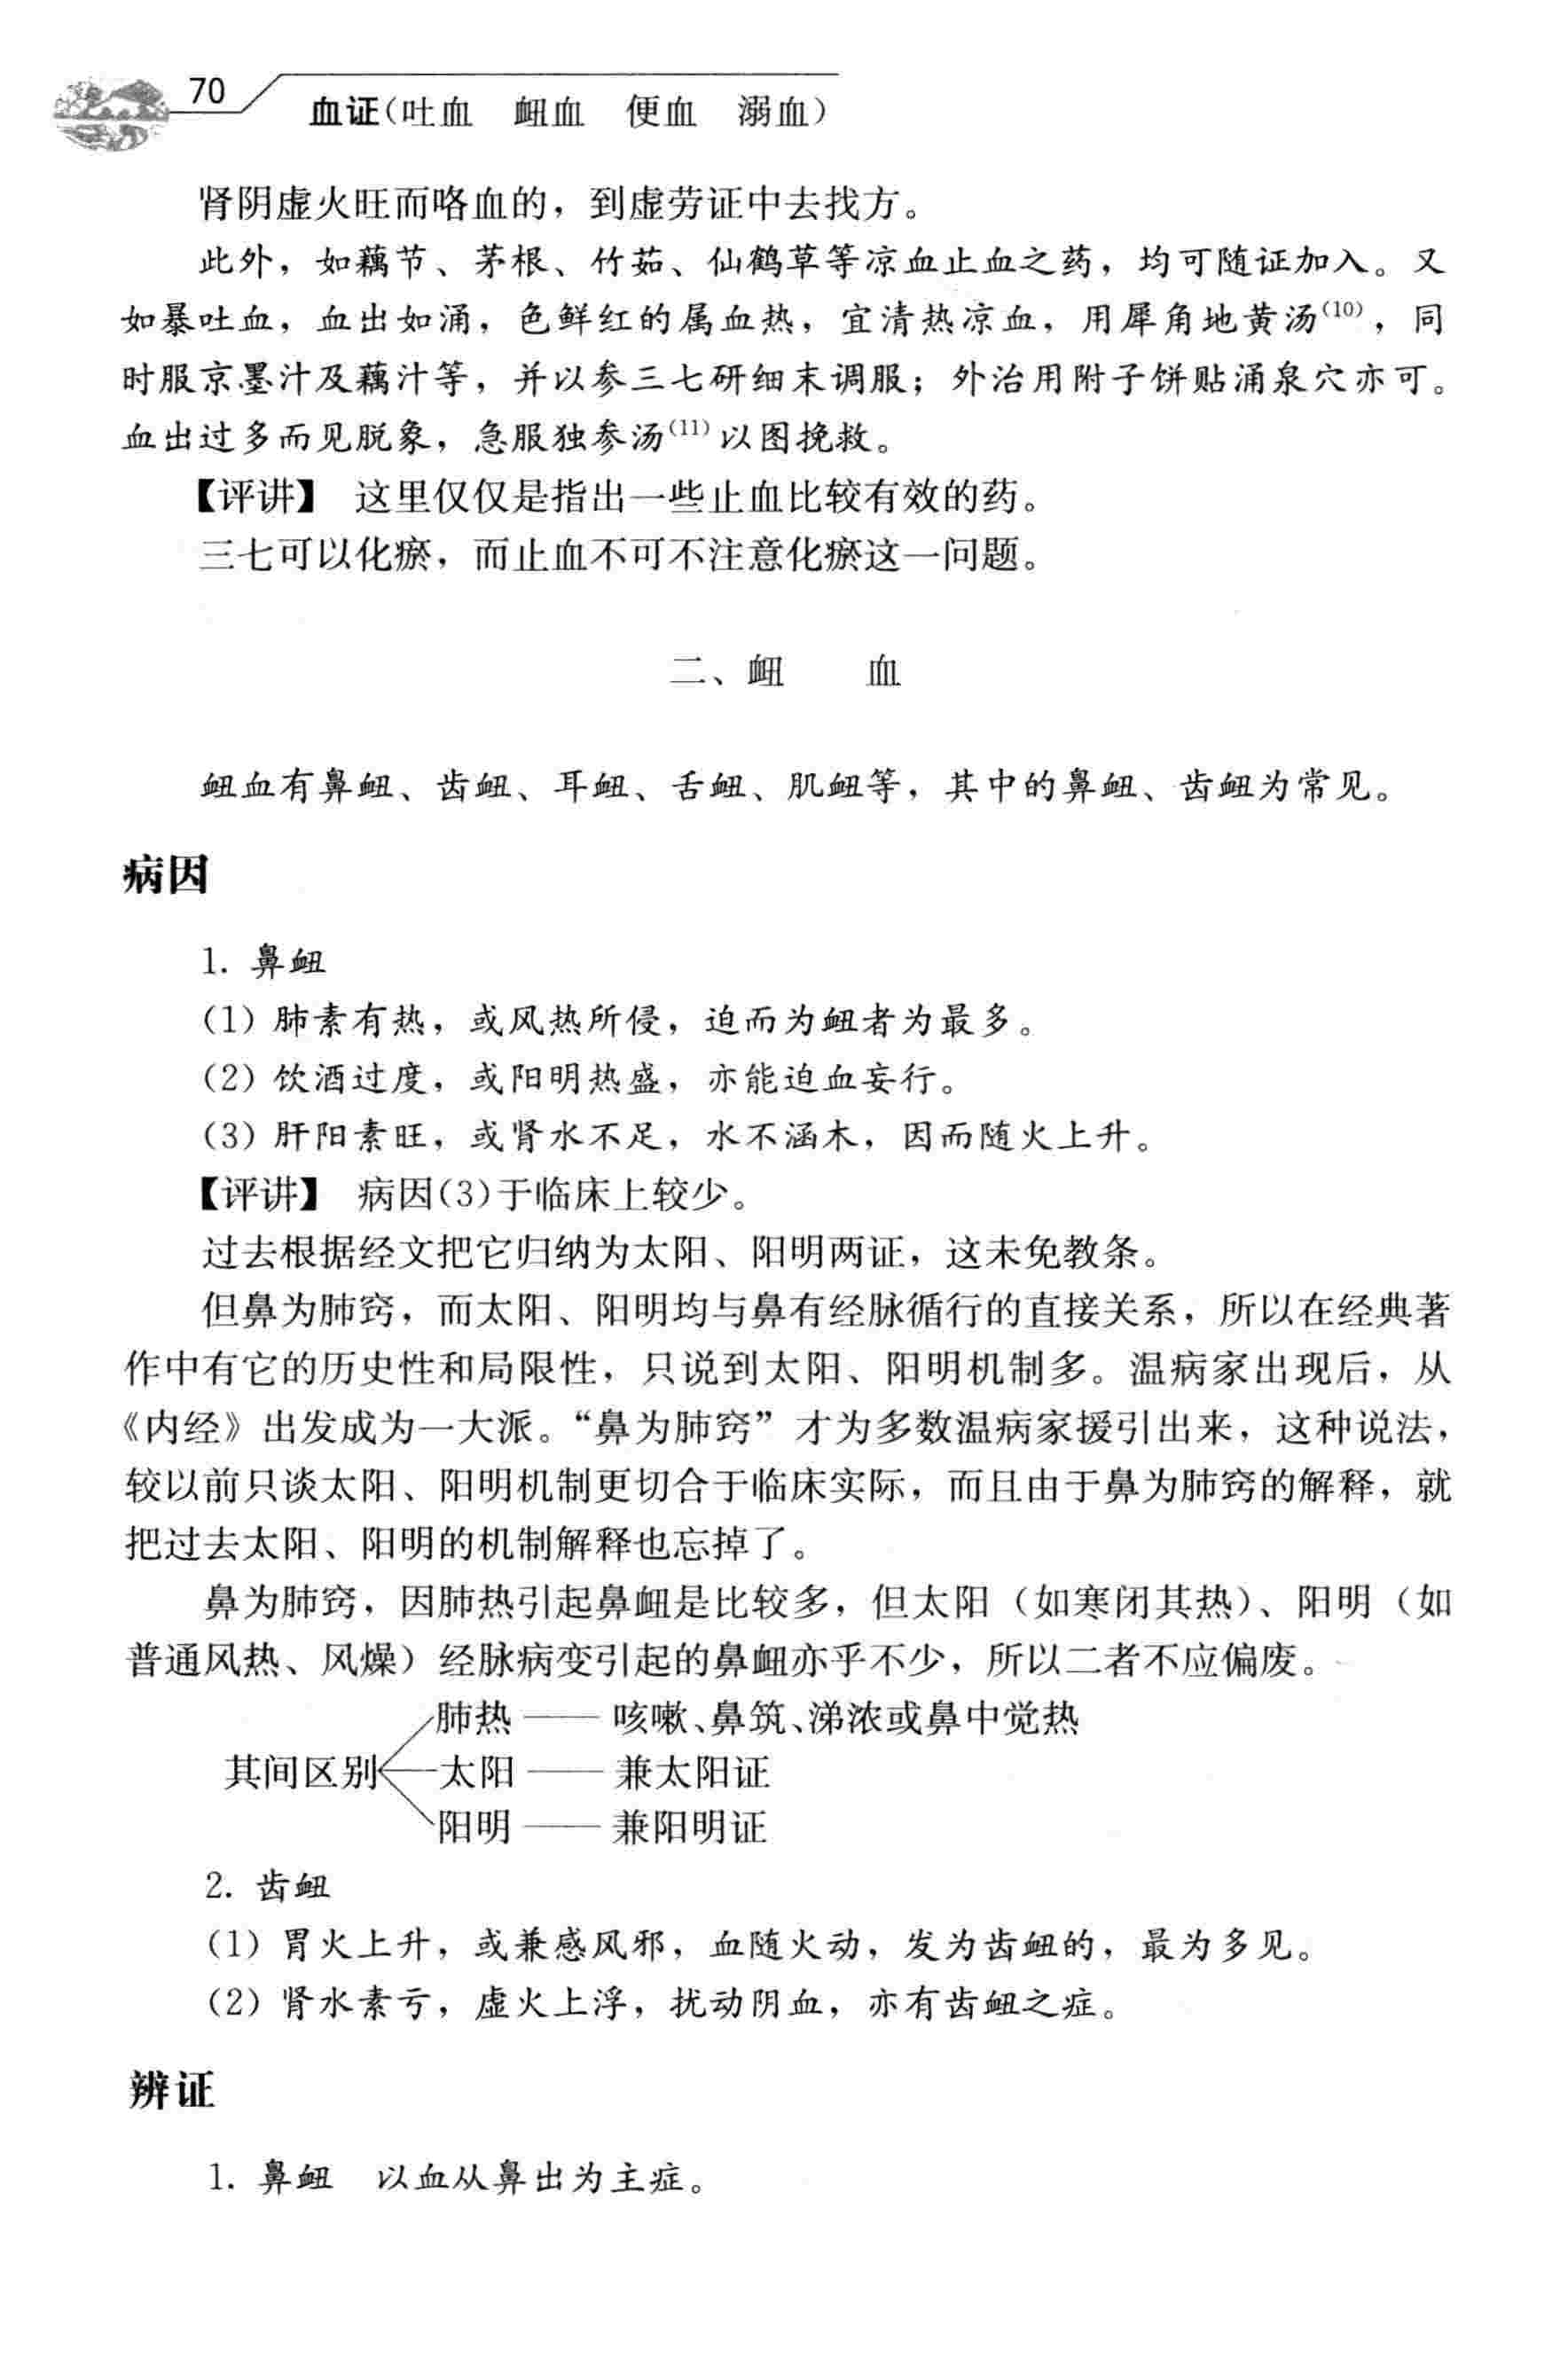 70
血证(吐血 衄血 便血 溺血)
肾阴虚火旺而咯血的，到虚劳证中去找方。
此外，如藕节、茅根、竹茹、仙鹤草等凉血止血之药，均可随证加入。又
如暴吐血，血出如涌，色鲜红的属血热，宜清热凉血，用犀角地黄汤(10)，同
时服京墨汁及藕汁等，并以参三七研细末调服；外治用附子饼贴涌泉穴亦可。
血出过多而见脱象，急服独参汤(11)以图挽救。
【评讲】 这里仅仅是指出一些止血比较有效的药。
三七可以化瘀，而止血不可不注意化瘀这一问题。
二、衄 血
衄血有鼻衄、齿衄、耳衄、舌衄、肌衄等，其中的鼻衄、齿衄为常见。
病因
1. 鼻衄
(1) 肺素有热，或风热所侵，迫而为衄者为最多。
(2) 饮酒过度，或阳明热盛，亦能迫血妄行。
(3) 肝阳素旺，或肾水不足，水不涵木，因而随火上升。
【评讲】 病因(3)于临床上较少。
过去根据经文把它归纳为太阳、阳明两证，这未免教条。
但鼻为肺窍，而太阳、阳明均与鼻有经脉循行的直接关系，所以在经典著
作中有它的历史性和局限性，只说到太阳、阳明机制多。温病家出现后，从
《内经》出发成为一大派。“鼻为肺窍”才为多数温病家援引出来，这种说法，
较以前只谈太阳、阳明机制更切合于临床实际，而且由于鼻为肺窍的解释，就
把过去太阳、阳明的机制解释也忘掉了。
鼻为肺窍，因肺热引起鼻衄是比较多，但太阳（如寒闭其热）、阳明（如
普通风热、风燥）经脉病变引起的鼻衄亦乎不少，所以二者不应偏废。
肺热 —— 咳嗽、鼻筑、涕浓或鼻中觉热
其间区别 太阳 —— 兼太阳证
阳明 —— 兼阳明证
2. 齿衄
(1) 胃火上升，或兼感风邪，血随火动，发为齿衄的，最为多见。
(2) 肾水素亏，虚火上浮，扰动阴血，亦有齿衄之症。
辨证
1. 鼻衄 以血从鼻出为主症。